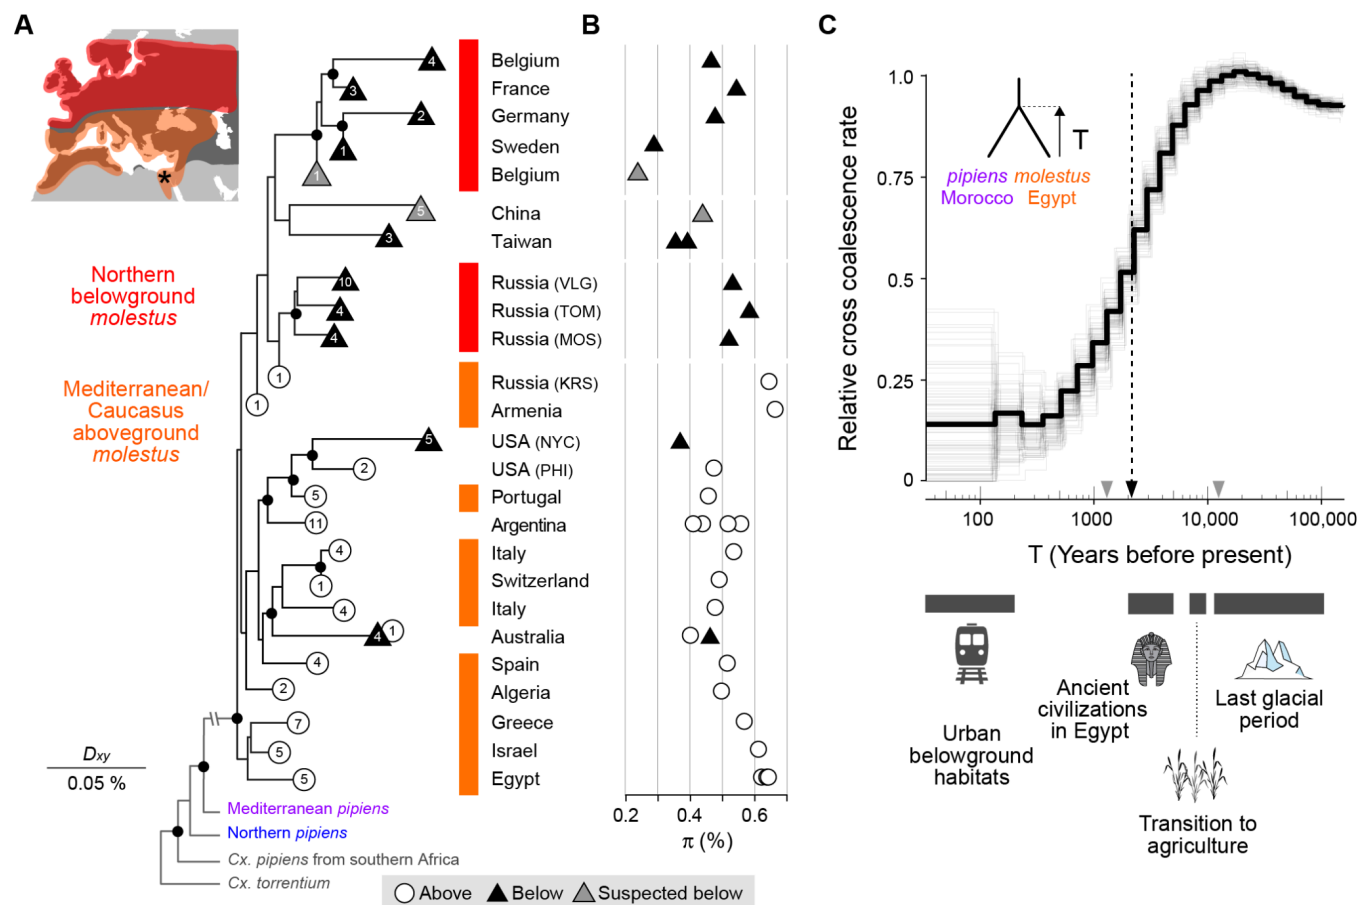 A
B
C
*
Northern
belowground
molestus
Mediterranean/
Caucasus
aboveground
molestus
4
3
2
1
1
5
3
10
4
4
1
1
5
2
5
11
4
1
4
4
1
4
2
7
5
5
Belgium
France
Germany
Sweden
Belgium
China
Taiwan
Russia (VLG)
Russia (TOM)
Russia (MOS)
Russia (KRS)
Armenia
USA (NYC)
USA (PHI)
Portugal
Argentina
Italy
Switzerland
Italy
Australia
Spain
Algeria
Greece
Israel
Egypt
Dxy
0.05 %
Mediterranean pipiens
Northern pipiens
Cx. pipiens from southern Africa
Cx. torrentium
0.2 0.4 0.6
π (%)
Above Below Suspected below
Relative cross coalescence rate
1.0
0.75
0.5
0.25
0
T
pipiens molestus
Morocco Egypt
100 1000 10,000 100,000
T (Years before present)
Urban
belowground
habitats
Ancient
civilizations
in Egypt
Last glacial
period
Transition to
agriculture